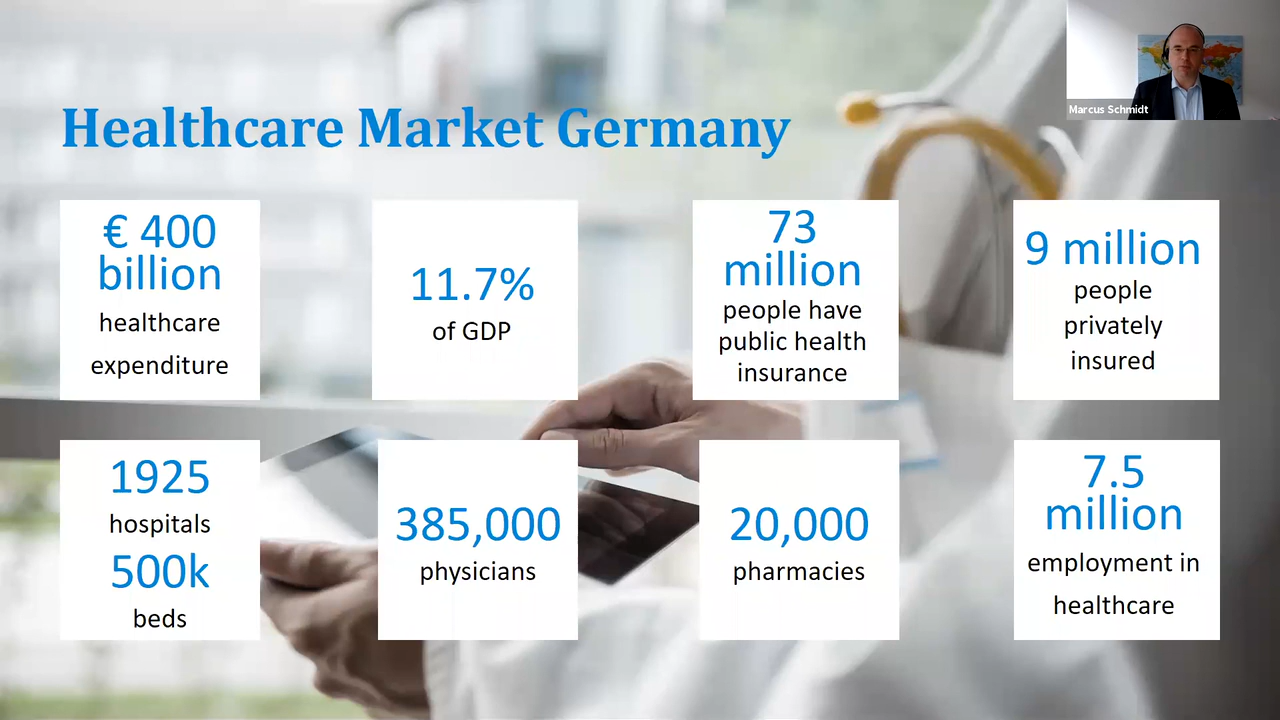 Marcus Schmidt
Healthcare Market Germany
€ 400
billion
healthcare
expenditure
11.7%
of GDP
73
million
people have
public health
insurance
9 million
people
privately
insured
1925
hospitals
500k
beds
385,000
physicians
20,000
pharmacies
7.5
million
employment in
healthcare